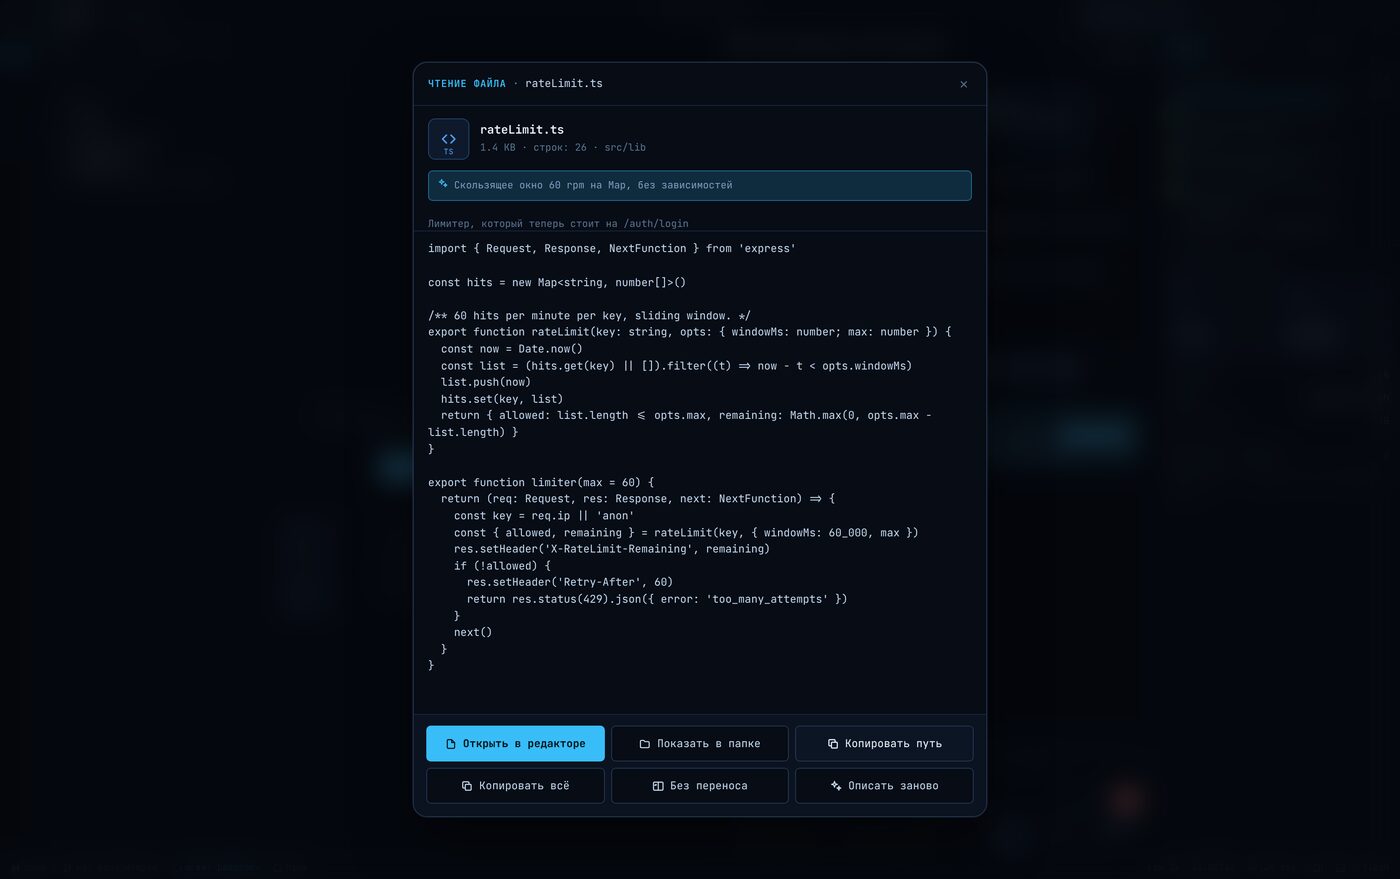 ЧТЕНИЕ ФАЙЛА · rateLimit.ts
×
TS
rateLimit.ts
1.4 KB · строк: 26 · src/lib
Скользящее окно 60 rpm на Map, без зависимостей
Лимитер, который теперь стоит на /auth/login
import { Request, Response, NextFunction } from 'express'
const hits = new Map<string, number[]>()
/** 60 hits per minute per key, sliding window. */
export function rateLimit(key: string, opts: { windowMs: number; max: number }) {
  const now = Date.now()
  const list = (hits.get(key) || []).filter((t) => now - t < opts.windowMs)
  list.push(now)
  hits.set(key, list)
  return { allowed: list.length <= opts.max, remaining: Math.max(0, opts.max -
list.length) }
}
export function limiter(max = 60) {
  return (req: Request, res: Response, next: NextFunction) => {
    const key = req.ip || 'anon'
    const { allowed, remaining } = rateLimit(key, { windowMs: 60_000, max })
    res.setHeader('X-RateLimit-Remaining', remaining)
    if (!allowed) {
      res.setHeader('Retry-After', 60)
      return res.status(429).json({ error: 'too_many_attempts' })
    }
    next()
  }
}
Открыть в редакторе
Показать в папке
Копировать путь
Копировать всё
Без переноса
Описать заново